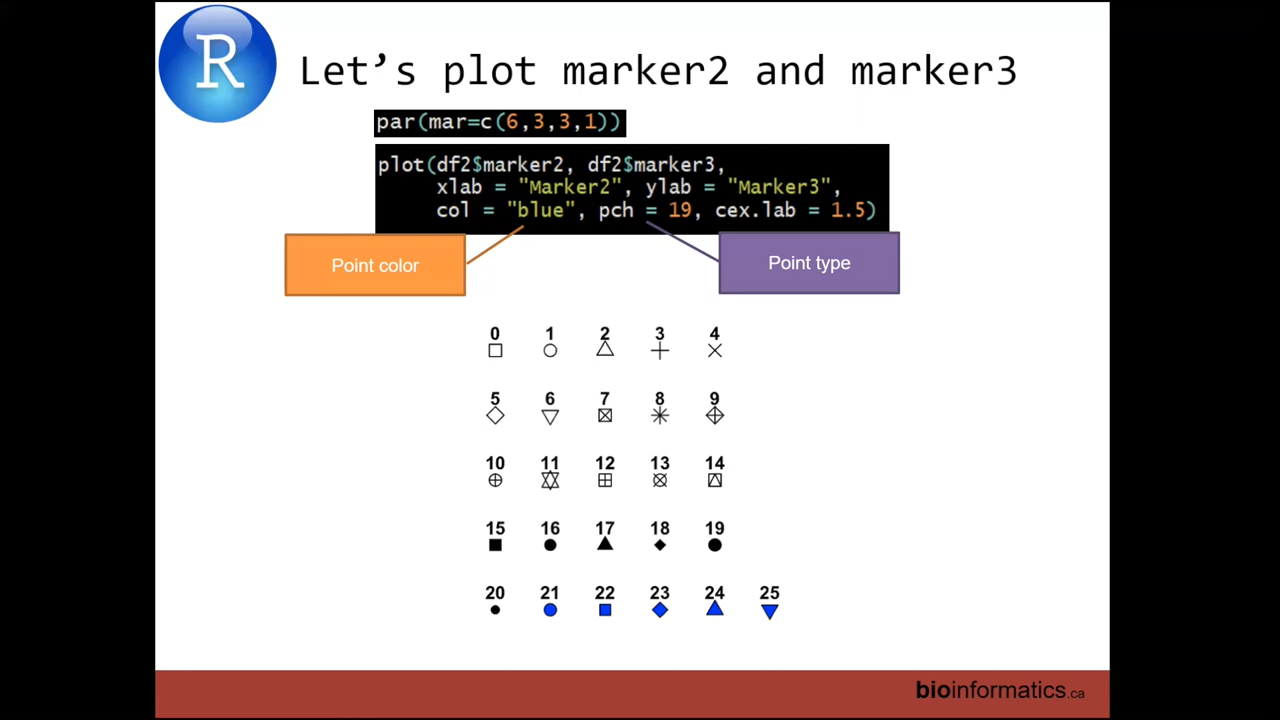 R
Let’s plot marker2 and marker3
par(mar=c(6,3,3,1))
plot(df2$marker2, df2$marker3,
xlab = "Marker2", ylab = "Marker3",
col = "blue", pch = 19, cex.lab = 1.5)
Point color
Point type
0 1 2 3 4
5 6 7 8 9
10 11 12 13 14
15 16 17 18 19
20 21 22 23 24 25
bioinformatics.ca